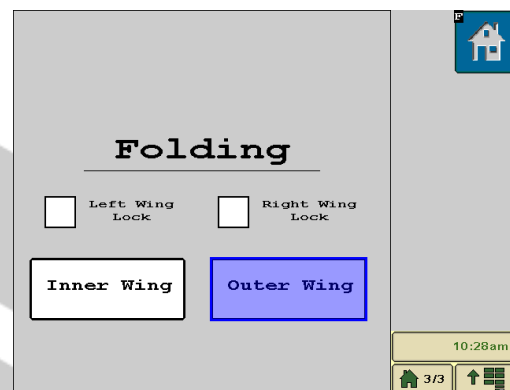 F
Folding
Left Wing
Lock
Right Wing
Lock
Inner Wing
Outer Wing
10:28am
3/3